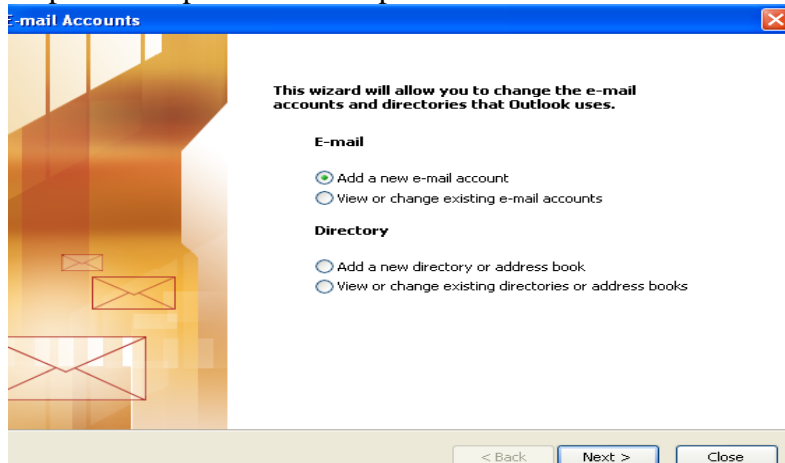 E-mail Accounts
This wizard will allow you to change the e-mail
accounts and directories that Outlook uses.
E-mail
Add a new e-mail account
View or change existing e-mail accounts
Directory
Add a new directory or address book
View or change existing directories or address books
< Back Next > Close